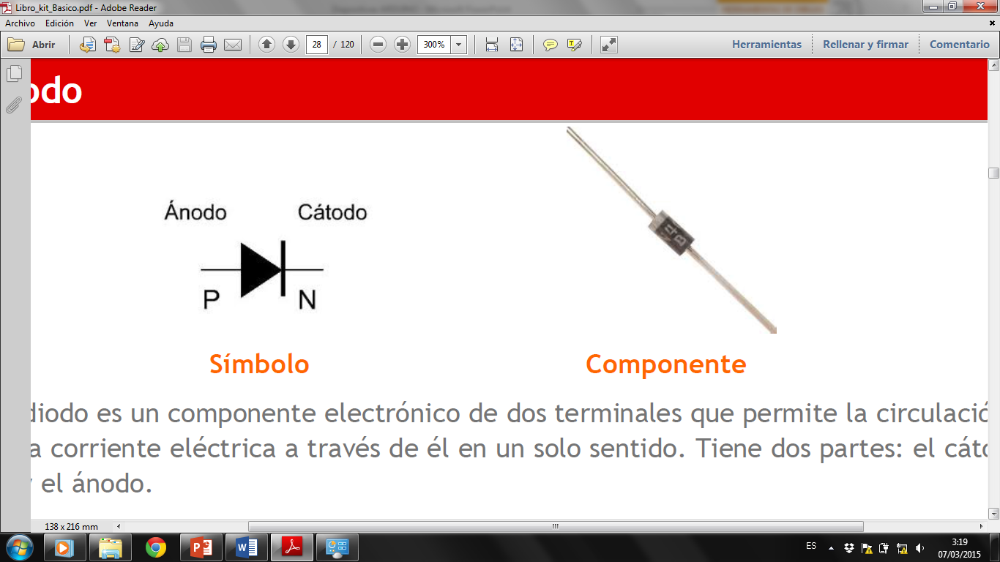 Libro_kit_Basico.pdf - Adobe Reader
Archivo Edición Ver Ventana Ayuda
Abrir 28 / 120 300% Herramientas Rellenar y firmar Comentario
odo
Ánodo Cátodo
P N
B4
Símbolo Componente
diodo es un componente electrónico de dos terminales que permite la circulació
a corriente eléctrica a través de él en un solo sentido. Tiene dos partes: el cáto
y el ánodo.
138 x 216 mm
ES 3:19
07/03/2015